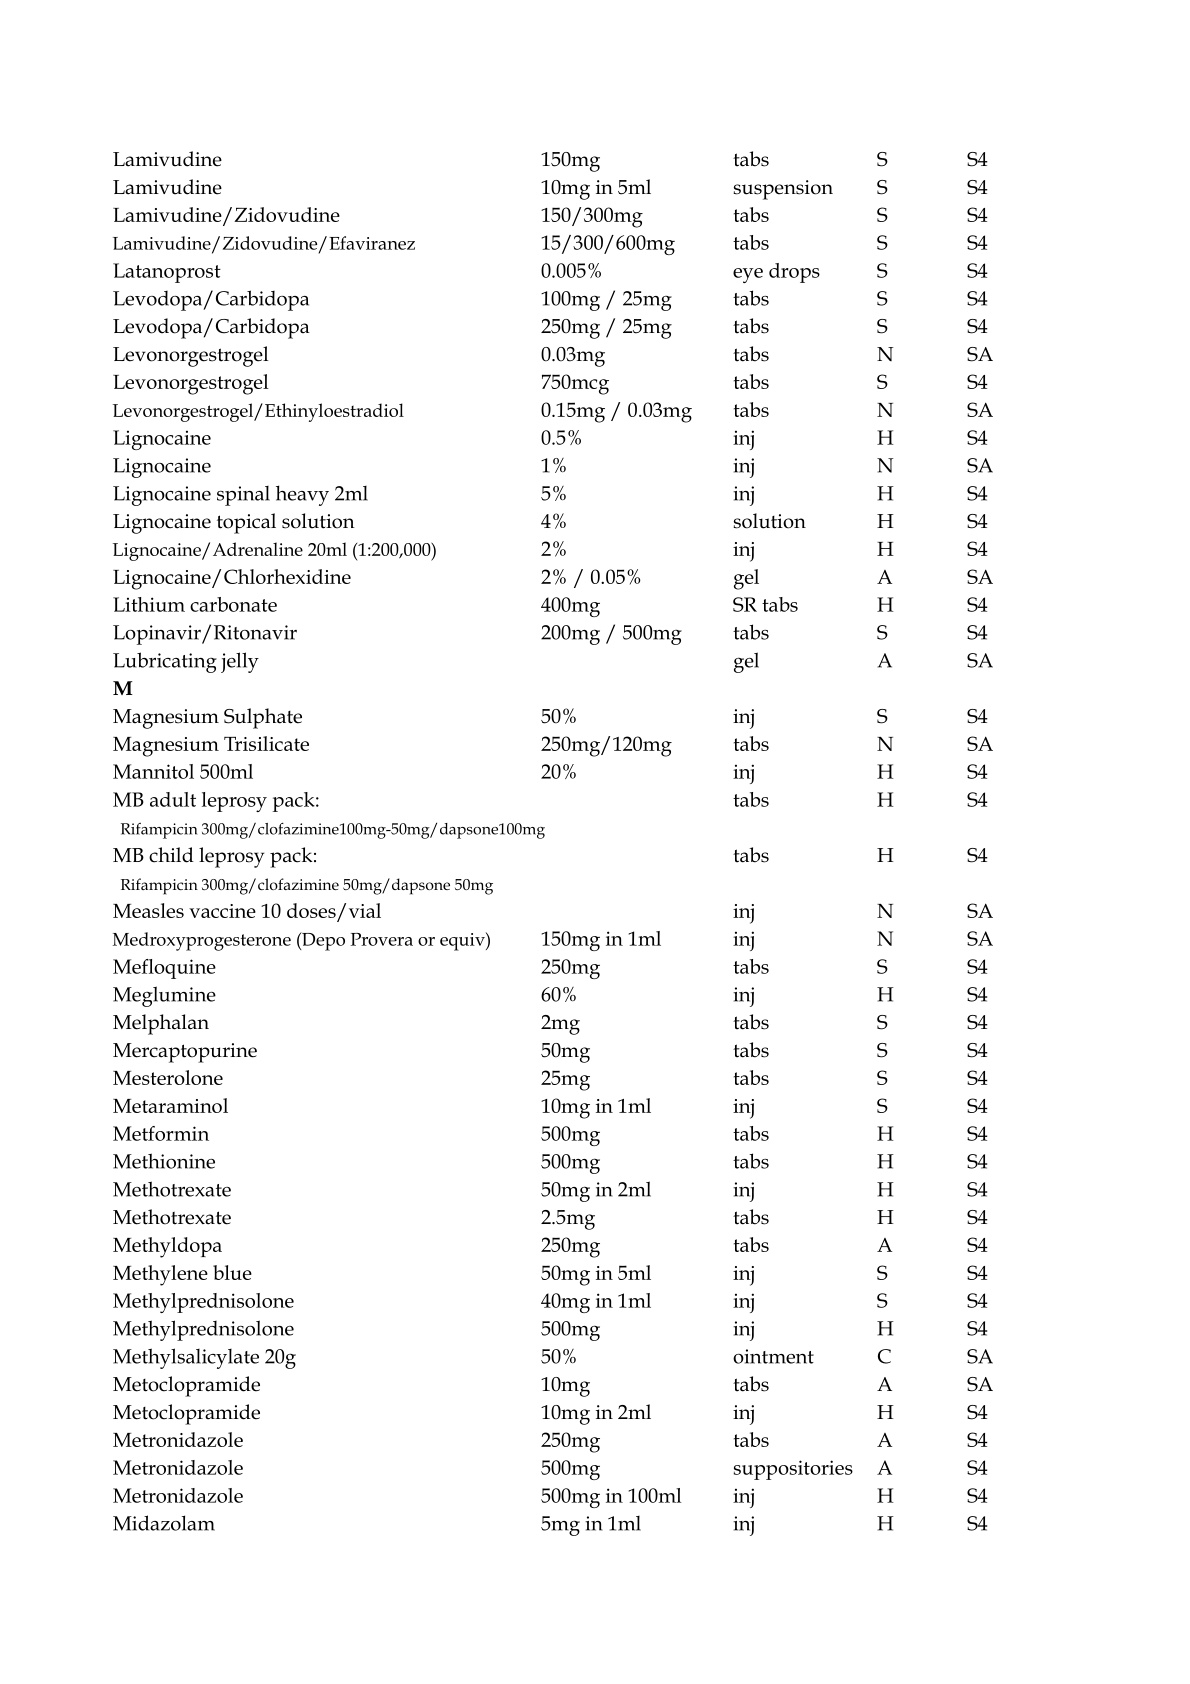 Lamivudine 150mg tabs S S4
Lamivudine 10mg in 5ml suspension S S4
Lamivudine/Zidovudine 150/300mg tabs S S4
Lamivudine/Zidovudine/Efaviranez 15/300/600mg tabs S S4
Latanoprost 0.005% eye drops S S4
Levodopa/Carbidopa 100mg / 25mg tabs S S4
Levodopa/Carbidopa 250mg / 25mg tabs S S4
Levonorgestrogel 0.03mg tabs N SA
Levonorgestrogel 750mcg tabs S S4
Levonorgestrogel/Ethinyloestradiol 0.15mg / 0.03mg tabs N SA
Lignocaine 0.5% inj H S4
Lignocaine 1% inj N SA
Lignocaine spinal heavy 2ml 5% inj H S4
Lignocaine topical solution 4% solution H S4
Lignocaine/Adrenaline 20ml (1:200,000) 2% inj H S4
Lignocaine/Chlorhexidine 2% / 0.05% gel A SA
Lithium carbonate 400mg SR tabs H S4
Lopinavir/Ritonavir 200mg / 500mg tabs S S4
Lubricating jelly gel A SA
M
Magnesium Sulphate 50% inj S S4
Magnesium Trisilicate 250mg/120mg tabs N SA
Mannitol 500ml 20% inj H S4
MB adult leprosy pack: tabs H S4
Rifampicin 300mg/clofazimine100mg-50mg/dapsone100mg
MB child leprosy pack: tabs H S4
Rifampicin 300mg/clofazimine 50mg/dapsone 50mg
Measles vaccine 10 doses/vial inj N SA
Medroxyprogesterone (Depo Provera or equiv) 150mg in 1ml inj N SA
Mefloquine 250mg tabs S S4
Meglumine 60% inj H S4
Melphalan 2mg tabs S S4
Mercaptopurine 50mg tabs S S4
Mesterolone 25mg tabs S S4
Metaraminol 10mg in 1ml inj S S4
Metformin 500mg tabs H S4
Methionine 500mg tabs H S4
Methotrexate 50mg in 2ml inj H S4
Methotrexate 2.5mg tabs H S4
Methyldopa 250mg tabs A S4
Methylene blue 50mg in 5ml inj S S4
Methylprednisolone 40mg in 1ml inj S S4
Methylprednisolone 500mg inj H S4
Methylsalicylate 20g 50% ointment C SA
Metoclopramide 10mg tabs A SA
Metoclopramide 10mg in 2ml inj H S4
Metronidazole 250mg tabs A S4
Metronidazole 500mg suppositories A S4
Metronidazole 500mg in 100ml inj H S4
Midazolam 5mg in 1ml inj H S4